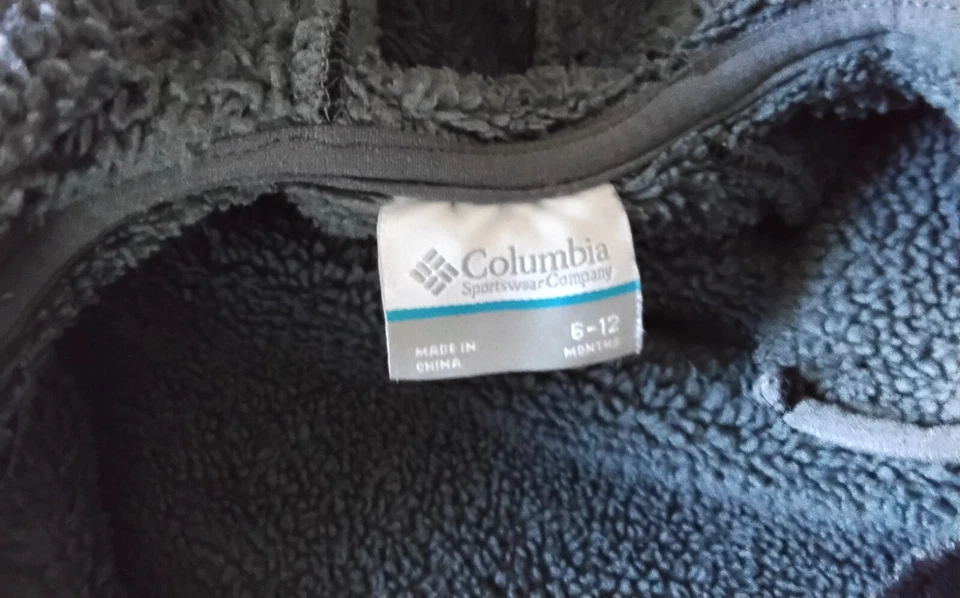 Columbia
Sportswear Company
6-12
MONTHS
MADE IN
CHINA